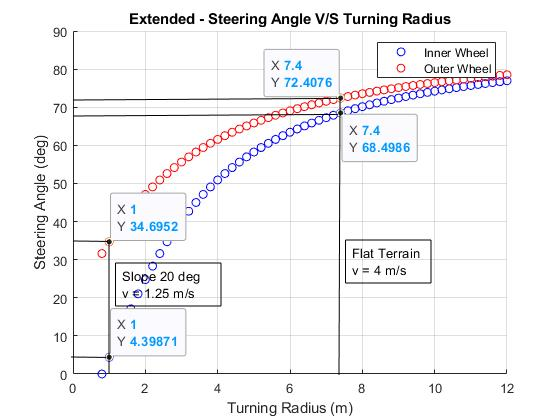 Extended - Steering Angle V/S Turning Radius
90
80
70
60
50
40
30
20
10
0
Steering Angle (deg)
Inner Wheel
Outer Wheel
X 7.4
Y 72.4076
X 7.4
Y 68.4986
X 1
Y 34.6952
Slope 20 deg
v = 1.25 m/s
X 1
Y 4.39871
Flat Terrain
v = 4 m/s
0 2 4 6 8 10 12
Turning Radius (m)